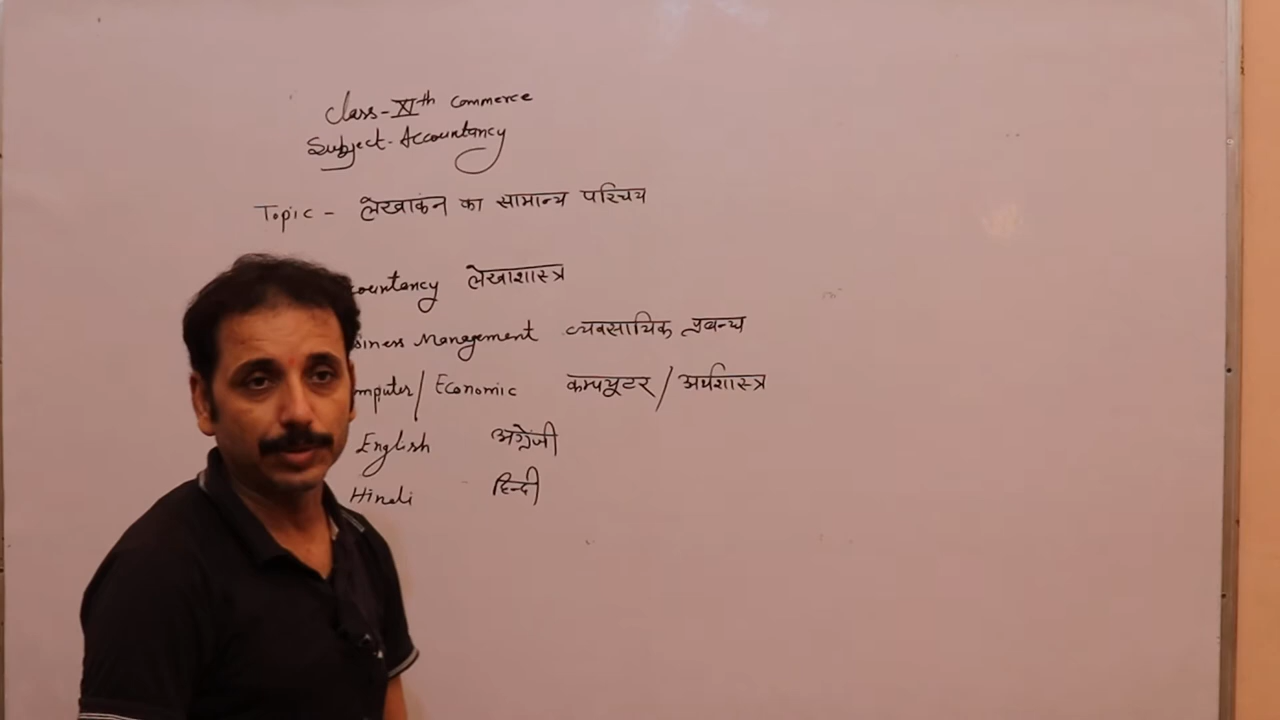 Class-XIth Commerce
Subject-Accountancy
Topic - लेखाकंन का सामान्य परिचय
countancy लेखाशास्त्र
siness Management व्यवसायिक प्रबन्ध
mputer/ Economic कम्पयूटर / अर्थशास्त्र
English अंग्रेजी
Hindi हिन्दी